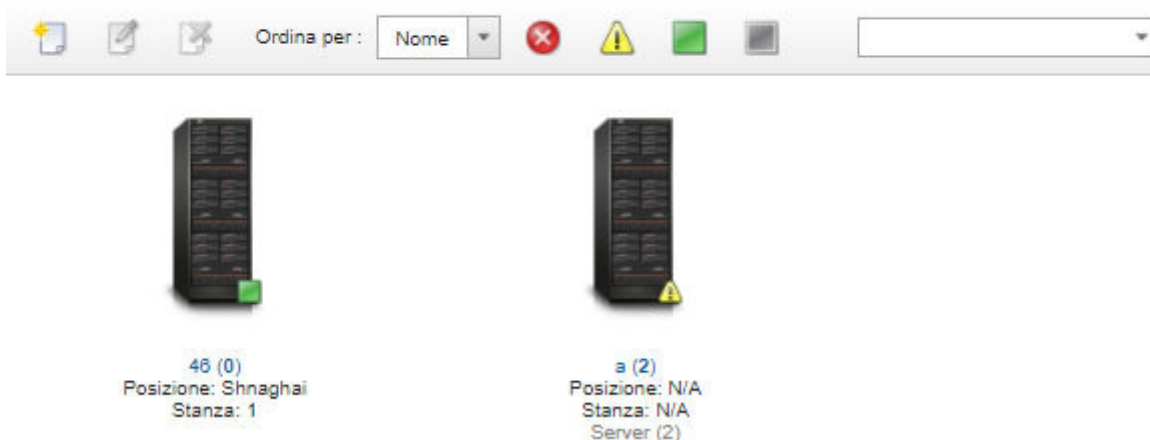 Ordina per : Nome
46 (0)
Posizione: Shnaghai
Stanza: 1
a (2)
Posizione: N/A
Stanza: N/A
Server (2)